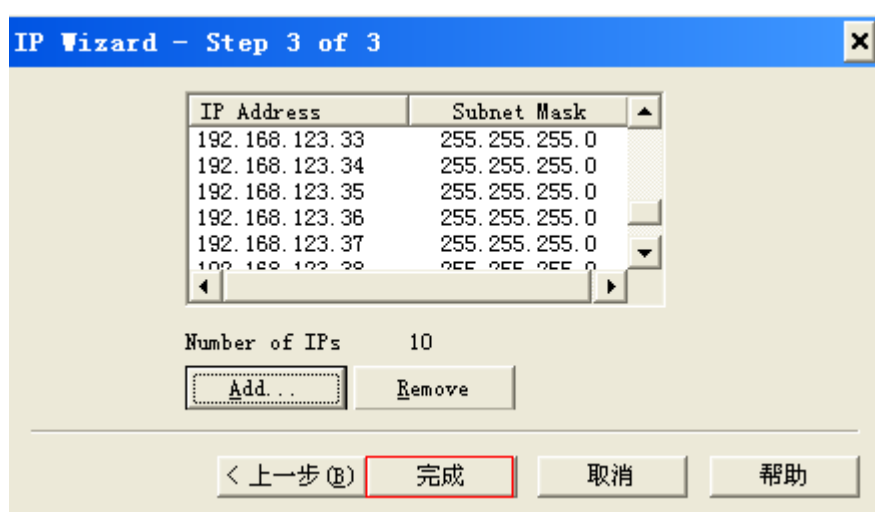 IP Wizard - Step 3 of 3
IP Address Subnet Mask
192.168.123.33 255.255.255.0
192.168.123.34 255.255.255.0
192.168.123.35 255.255.255.0
192.168.123.36 255.255.255.0
192.168.123.37 255.255.255.0
Number of IPs 10
Add... Remove
< 上一步(B) 完成 取消 帮助